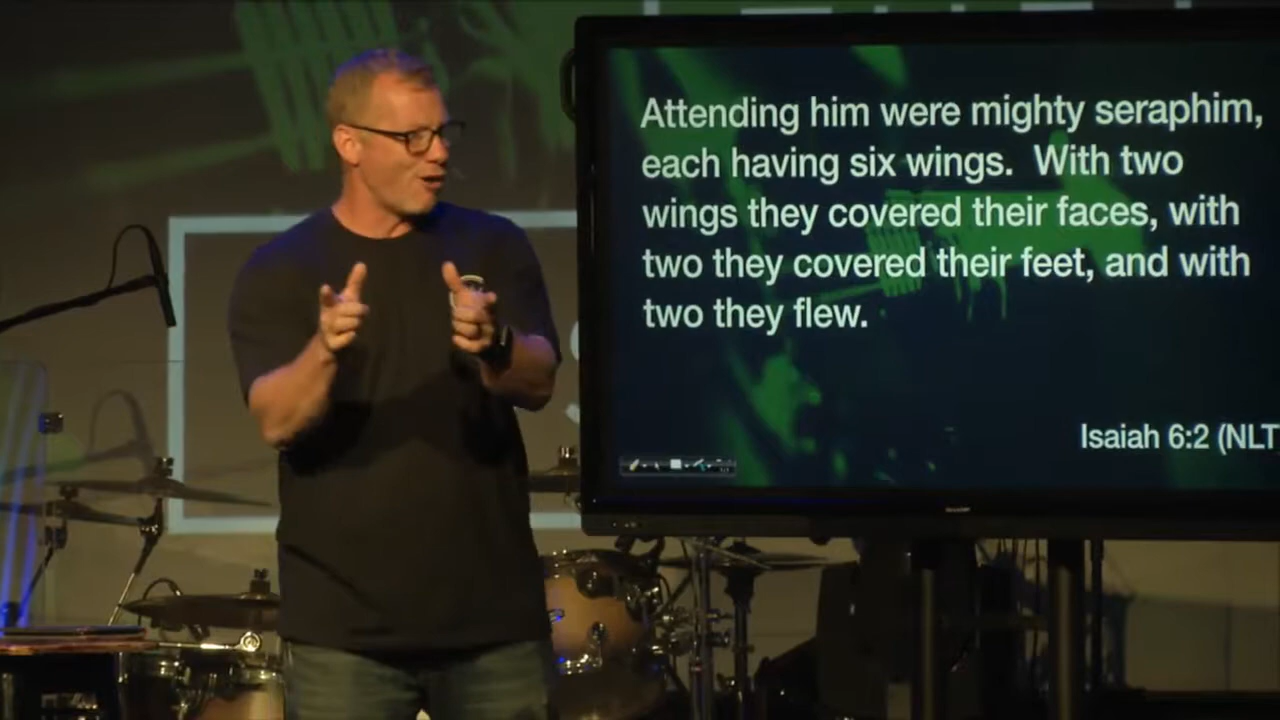 Attending him were mighty seraphim,
each having six wings.  With two
wings they covered their faces, with
two they covered their feet, and with
two they flew.
Isaiah 6:2 (NLT